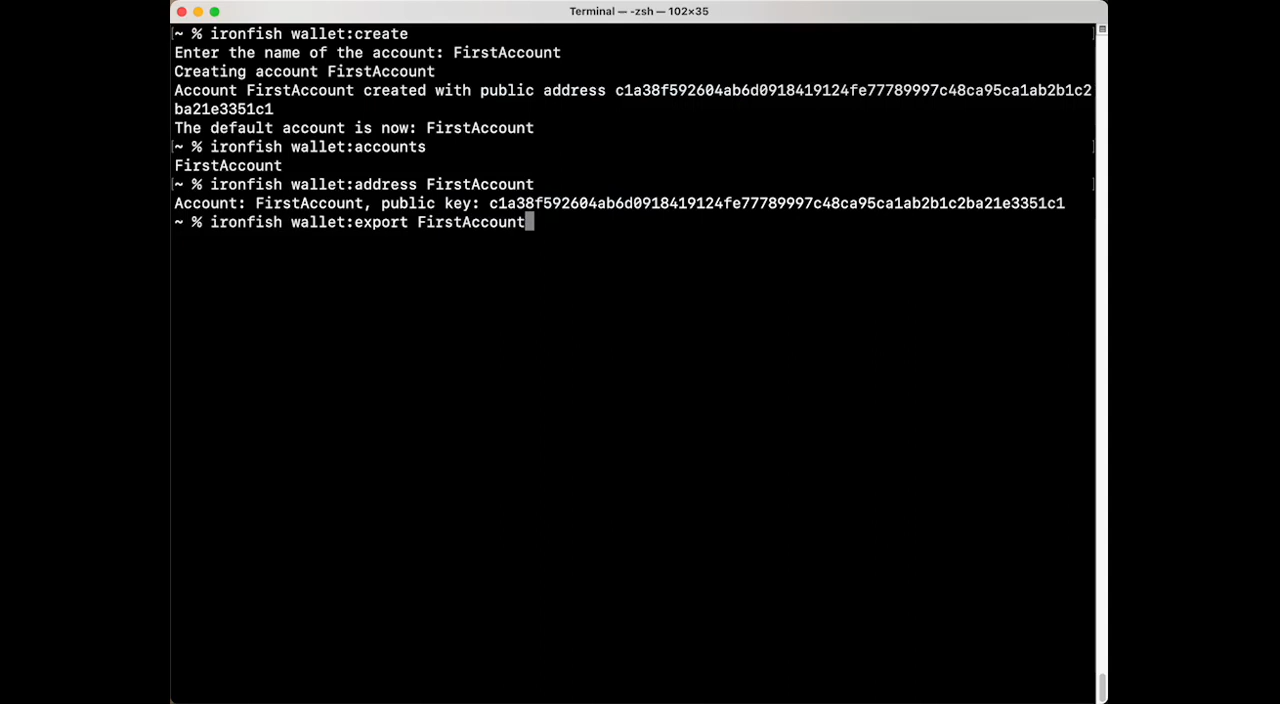 Terminal — -zsh — 102×35
~ % ironfish wallet:create
Enter the name of the account: FirstAccount
Creating account FirstAccount
Account FirstAccount created with public address c1a38f592604ab6d0918419124fe77789997c48ca95ca1ab2b1c2
ba21e3351c1
The default account is now: FirstAccount
~ % ironfish wallet:accounts
FirstAccount
~ % ironfish wallet:address FirstAccount
Account: FirstAccount, public key: c1a38f592604ab6d0918419124fe77789997c48ca95ca1ab2b1c2ba21e3351c1
~ % ironfish wallet:export FirstAccount